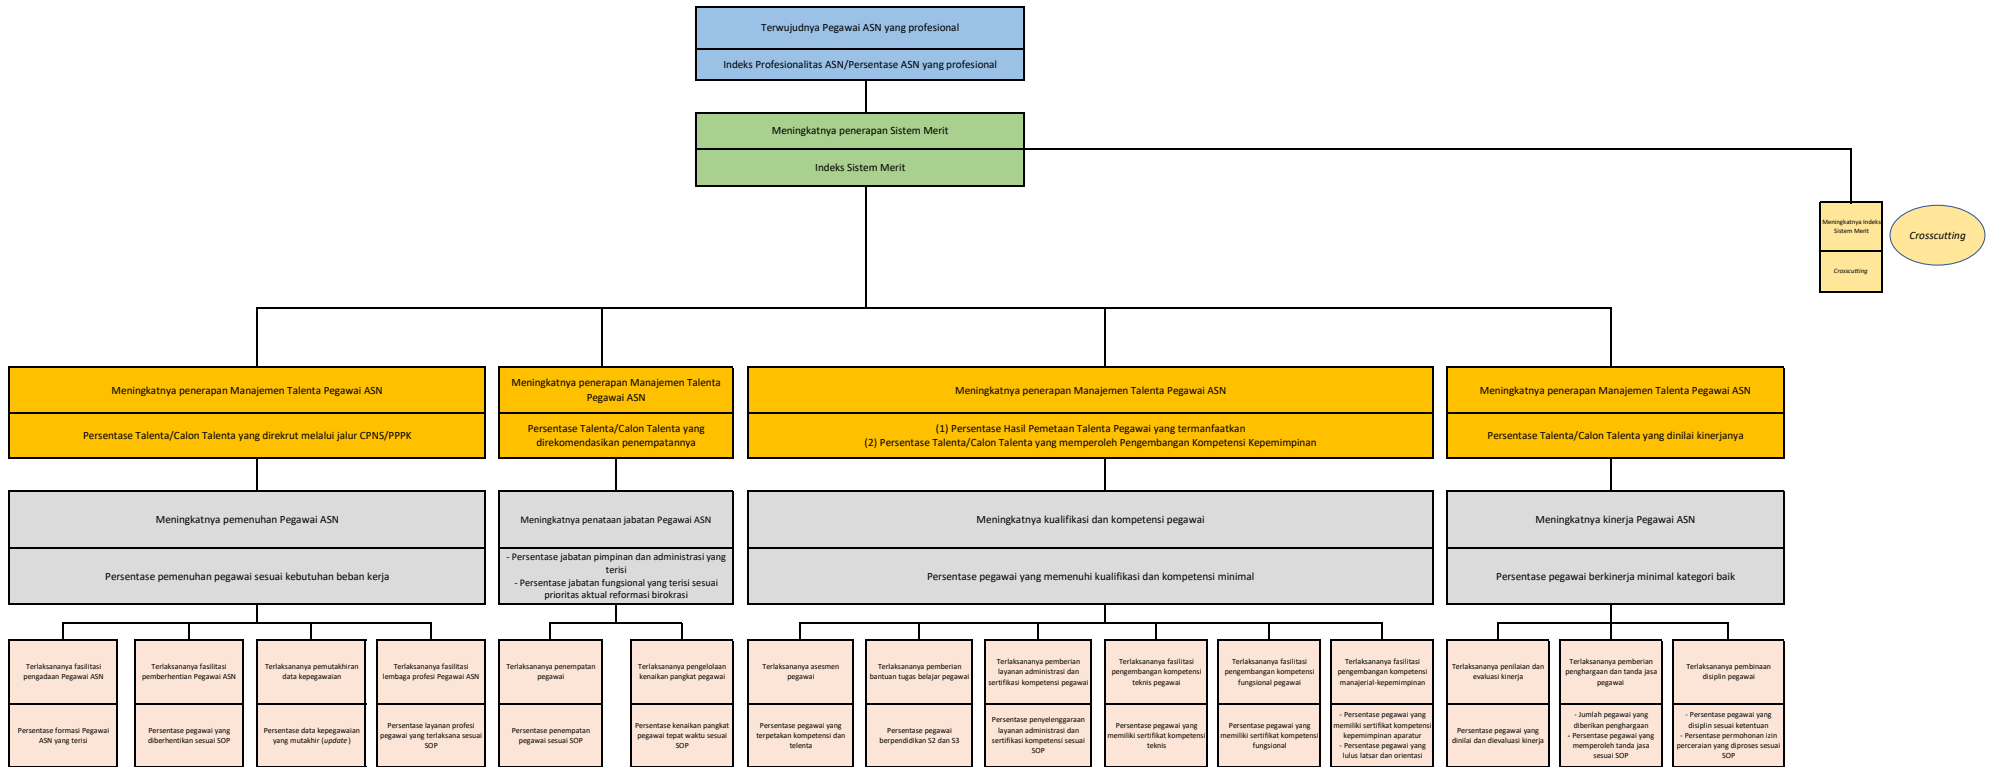 Terwujudnya Pegawai ASN yang profesional
Indeks Profesionalitas ASN/Persentase ASN yang profesional
Meningkatnya penerapan Sistem Merit
Indeks Sistem Merit
Meningkatnya Indeks
Sistem Merit
Crosscutting
Crosscutting
Meningkatnya penerapan Manajemen Talenta Pegawai ASN
Persentase Talenta/Calon Talenta yang direkrut melalui jalur CPNS/PPPK
Meningkatnya penerapan Manajemen Talenta
Pegawai ASN
Persentase Talenta/Calon Talenta yang
direkomendasikan penempatannya
Meningkatnya penerapan Manajemen Talenta Pegawai ASN
(1) Persentase Hasil Pemetaan Talenta Pegawai yang termanfaatkan
(2) Persentase Talenta/Calon Talenta yang memperoleh Pengembangan Kompetensi Kepemimpinan
Meningkatnya penerapan Manajemen Talenta Pegawai ASN
Persentase Talenta/Calon Talenta yang dinilai kinerjanya
Meningkatnya pemenuhan Pegawai ASN
Persentase pemenuhan pegawai sesuai kebutuhan beban kerja
Meningkatnya penataan jabatan Pegawai ASN
- Persentase jabatan pimpinan dan administrasi yang
terisi
- Persentase jabatan fungsional yang terisi sesuai
prioritas aktual reformasi birokrasi
Meningkatnya kualifikasi dan kompetensi pegawai
Persentase pegawai yang memenuhi kualifikasi dan kompetensi minimal
Meningkatnya kinerja Pegawai ASN
Persentase pegawai berkinerja minimal kategori baik
Terlaksananya fasilitasi
pengadaan Pegawai ASN
Persentase formasi Pegawai
ASN yang terisi
Terlaksananya fasilitasi
pemberhentian Pegawai ASN
Persentase pegawai yang
diberhentikan sesuai SOP
Terlaksananya pemutakhiran
data kepegawaian
Persentase data kepegawaian
yang mutakhir (update )
Terlaksananya fasilitasi
lembaga profesi Pegawai ASN
Persentase layanan profesi
pegawai yang terlaksana sesuai
SOP
Terlaksananya penempatan
pegawai
Persentase penempatan
pegawai sesuai SOP
Terlaksananya pengelolaan
kenaikan pangkat pegawai
Persentase kenaikan pangkat
pegawai tepat waktu sesuai
SOP
Terlaksananya asesmen
pegawai
Persentase pegawai yang
terpetakan kompetensi dan
telenta
Terlaksananya pemberian
bantuan tugas belajar pegawai
Persentase pegawai
berpendidikan S2 dan S3
Terlaksananya pemberian
layanan administrasi dan
sertifikasi kompetensi pegawai
Persentase penyelenggaraan
layanan administrasi dan
sertifikasi kompetensi sesuai
SOP
Terlaksananya fasilitasi
pengembangan kompetensi
teknis pegawai
Persentase pegawai yang
memiliki sertifikat kompetensi
teknis
Terlaksananya fasilitasi
pengembangan kompetensi
fungsional pegawai
Persentase pegawai yang
memiliki sertifikat kompetensi
fungsional
Terlaksananya fasilitasi
pengembangan kompetensi
manajerial-kepemimpinan
- Persentase pegawai yang
memiliki sertifikat kompetensi
kepemimpinan aparatur
- Persentase pegawai yang
lulus latsar dan orientasi
Terlaksananya penilaian dan
evaluasi kinerja
Persentase pegawai yang
dinilai dan dievaluasi kinerja
Terlaksananya pemberian
penghargaan dan tanda jasa
pegawai
- Jumlah pegawai yang
diberikan penghargaan
- Persentase pegawai yang
memperoleh tanda jasa
sesuai SOP
Terlaksananya pembinaan
disiplin pegawai
- Persentase pegawai yang
disiplin sesuai ketentuan
- Persentase permohonan izin
perceraian yang diproses sesuai
SOP